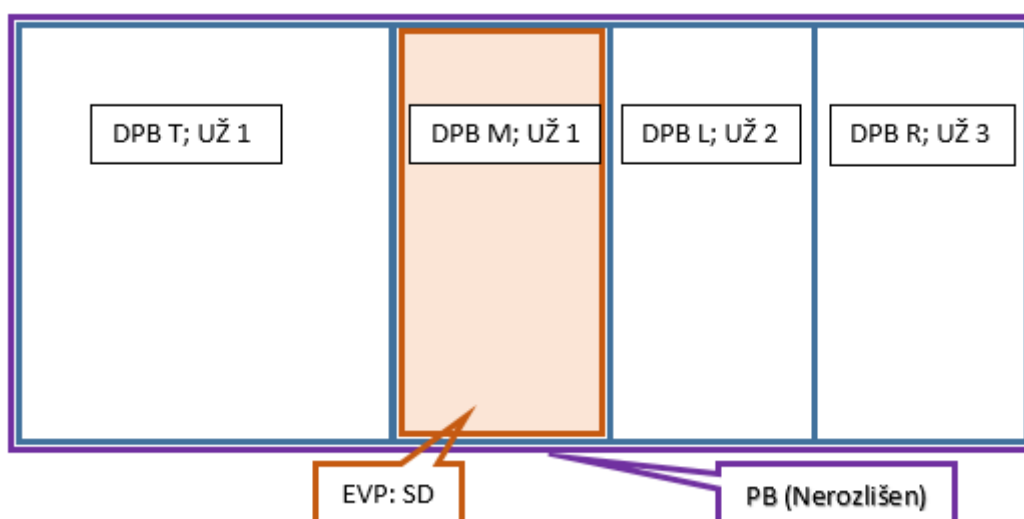 DPB T; UŽ 1
DPB M; UŽ 1
DPB L; UŽ 2
DPB R; UŽ 3
EVP: SD
PB (Nerozlišen)